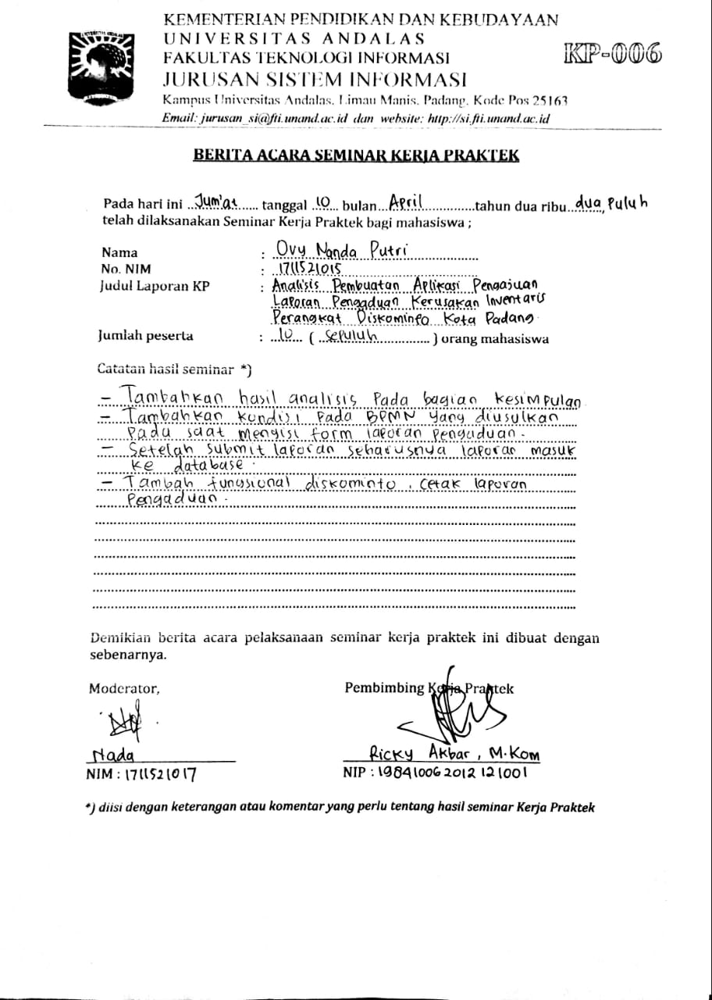 KEMENTERIAN PENDIDIKAN DAN KEBUDAYAAN
UNIVERSITAS ANDALAS
FAKULTAS TEKNOLOGI INFORMASI
KP-006
JURUSAN SISTEM INFORMASI
Kampus Universitas Andalas, Limau Manis, Padang, Kode Pos 25163
Email: jurusan_si@fti.unand.ac.id dan website: http://si.fti.unand.ac.id
BERITA ACARA SEMINAR KERJA PRAKTEK
Pada hari ini ..Jum'at...... tanggal .10... bulan...April...............tahun dua ribu...dua puluh
telah dilaksanakan Seminar Kerja Praktek bagi mahasiswa ;
Nama : Ovy Nanda Putri
No. NIM : 1711521015
Judul Laporan KP : Analisis Pembuatan Aplikasi Pengajuan
Laporan Pengaduan Kerusakan Inventaris
Perangkat Diskominfo Kota Padang.
Jumlah peserta : ...10... ( ..sepuluh............... ) orang mahasiswa
Catatan hasil seminar *)
- Tambahkan hasil analisis pada bagian kesimpulan
- Tambahkan kondisi pada BPMN yang diusulkan
pada saat mengisi form laporan pengaduan.
- Setelah submit laporan seharusnya laporan masuk
ke database.
- Tambah fungsional diskominfo, cetak laporan
pengaduan.
Demikian berita acara pelaksanaan seminar kerja praktek ini dibuat dengan
sebenarnya.
Moderator, Pembimbing Kerja Praktek
Nada Ricky Akbar, M.Kom
NIM : 1711521017 NIP : 198410062012121001
*) diisi dengan keterangan atau komentar yang perlu tentang hasil seminar Kerja Praktek